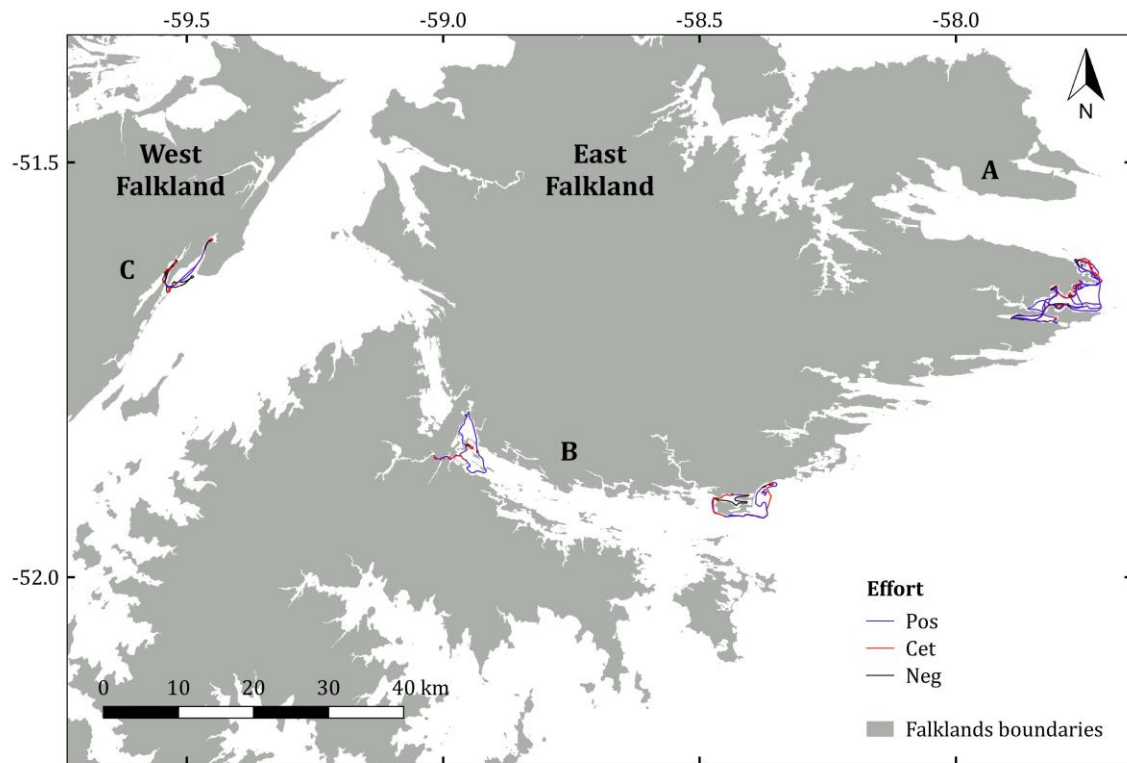 -59.5 -59.0 -58.5 -58.0
N
-51.5
West
Falkland
East
Falkland
A
C
B
-52.0
Effort
Pos
Cet
Neg
0 10 20 30 40 km
Falklands boundaries